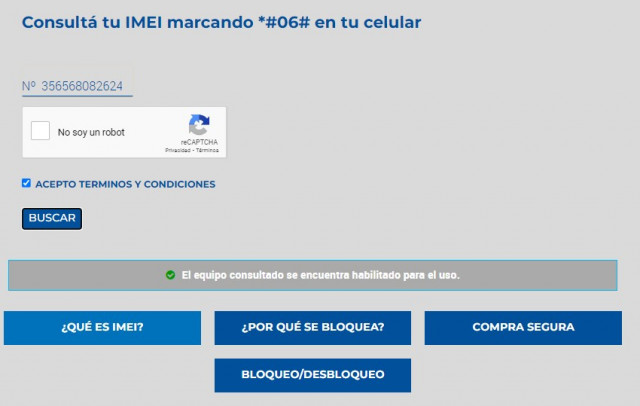 Consultá tu IMEI marcando *#06# en tu celular
Nº 356568082624
No soy un robot
reCAPTCHA
Privacidad - Términos
ACEPTO TERMINOS Y CONDICIONES
BUSCAR
El equipo consultado se encuentra habilitado para el uso.
¿QUÉ ES IMEI?
¿POR QUÉ SE BLOQUEA?
COMPRA SEGURA
BLOQUEO/DESBLOQUEO